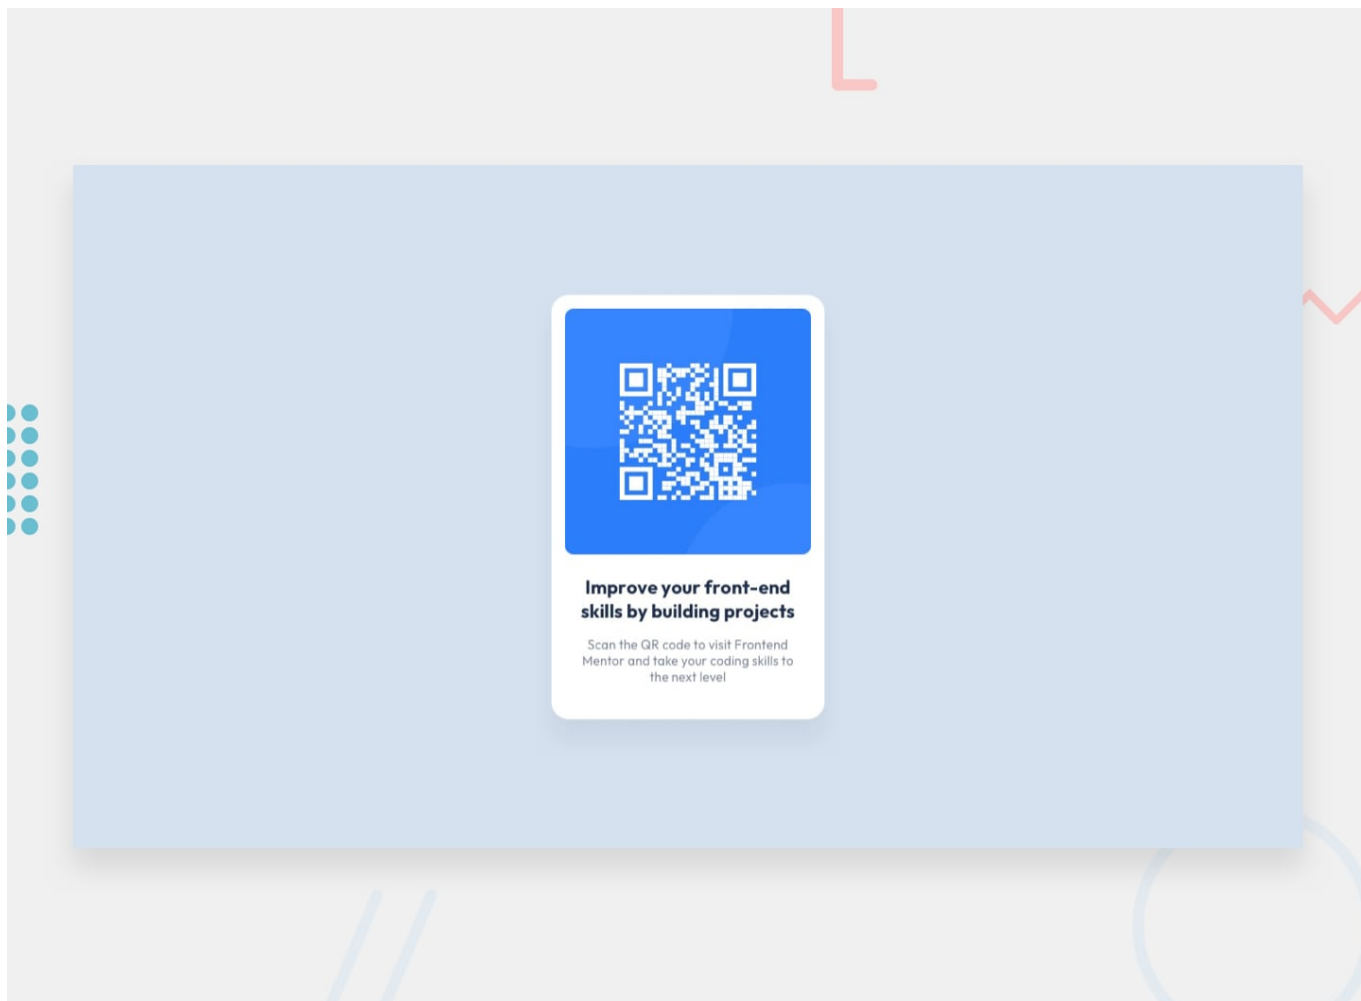 Improve your front-end
skills by building projects
Scan the QR code to visit Frontend
Mentor and take your coding skills to
the next level